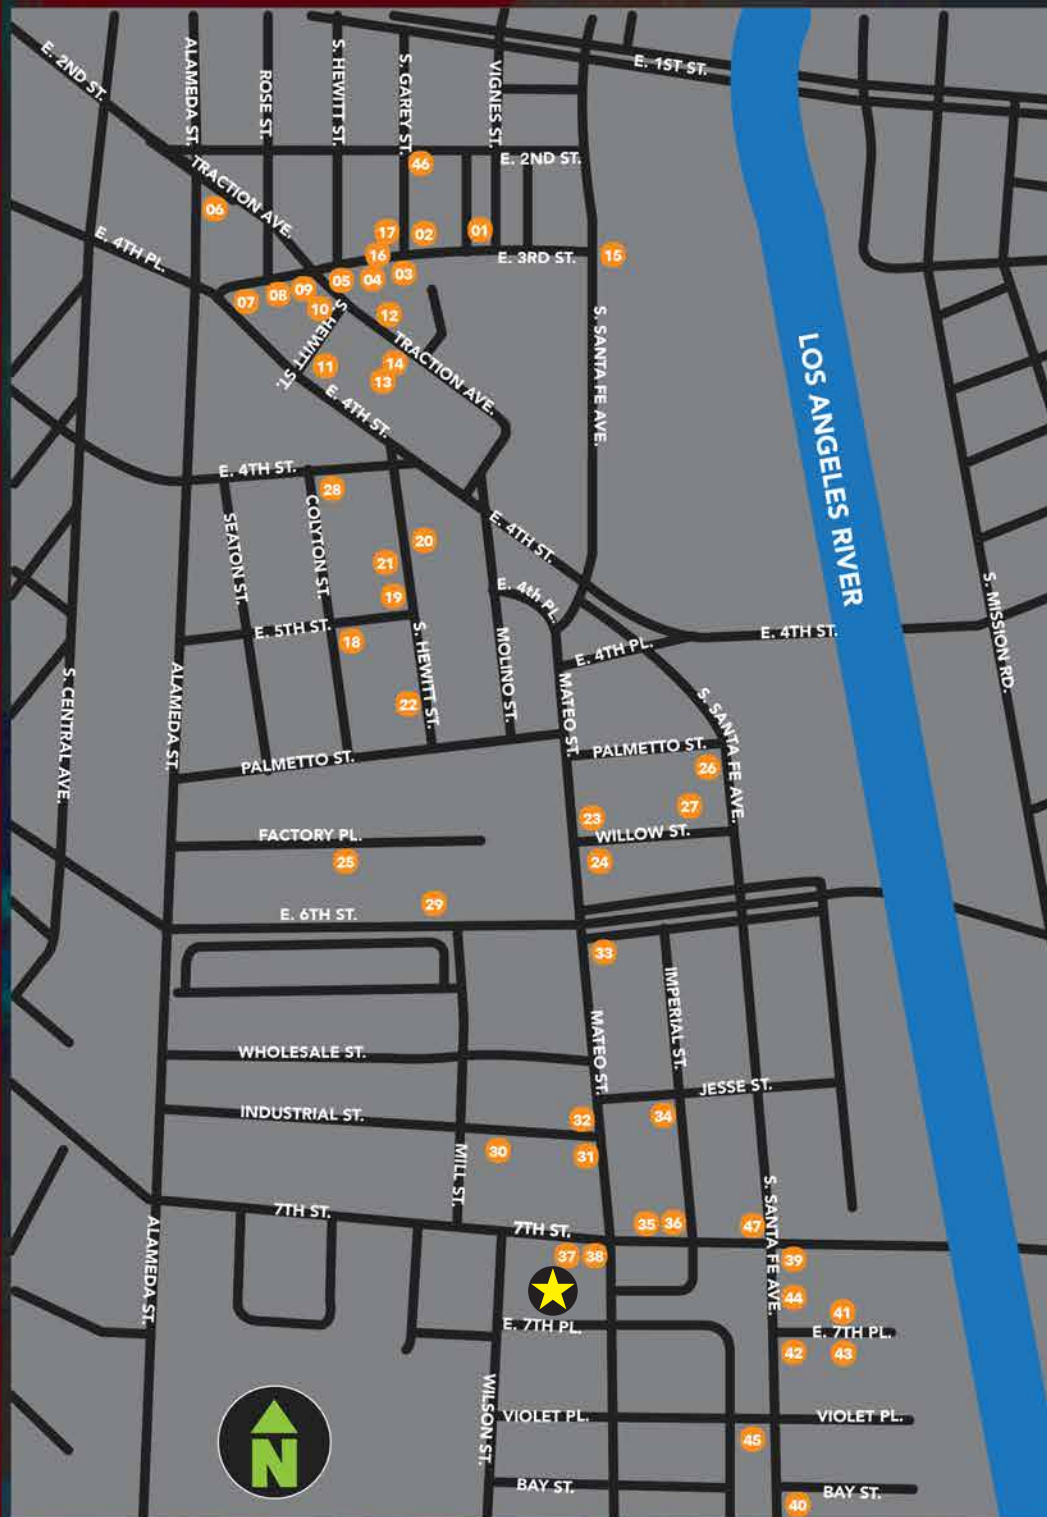 E. 1ST ST.
E. 2ND ST.
ALAMEDA ST.
ROSE ST.
S. HEWITT ST.
S. GAREY ST.
VIGNES ST.
E. 2ND ST.
46
TRACTION AVE.
06
17
02
01
E. 4TH PL.
16
E. 3RD ST.
15
07
08
09
05
04
03
10
S. HEWITT ST.
12
S. SANTA FE AVE.
TRACTION AVE.
11
14
13
E. 4TH ST.
LOS ANGELES RIVER
E. 4TH ST.
28
SEATON ST.
COLYTON ST.
20
E. 4TH ST.
21
19
E. 4th PL.
S. MISSION RD.
E. 5TH ST.
18
S. HEWITT ST.
MOLINO ST.
E. 4TH PL.
E. 4TH ST.
S. CENTRAL AVE.
ALAMEDA ST.
22
MATEO ST.
S. SANTA FE AVE.
PALMETTO ST.
PALMETTO ST.
26
27
23
FACTORY PL.
WILLOW ST.
25
24
29
E. 6TH ST.
33
IMPERIAL ST.
MATEO ST.
WHOLESALE ST.
JESSE ST.
INDUSTRIAL ST.
32
34
MILL ST.
30
31
7TH ST.
7TH ST.
35
36
47
S. SANTA FE AVE.
ALAMEDA ST.
37
38
39
44
41
E. 7TH PL.
E. 7TH PL.
42
43
WILSON ST.
VIOLET PL.
VIOLET PL.
N
45
BAY ST.
BAY ST.
40